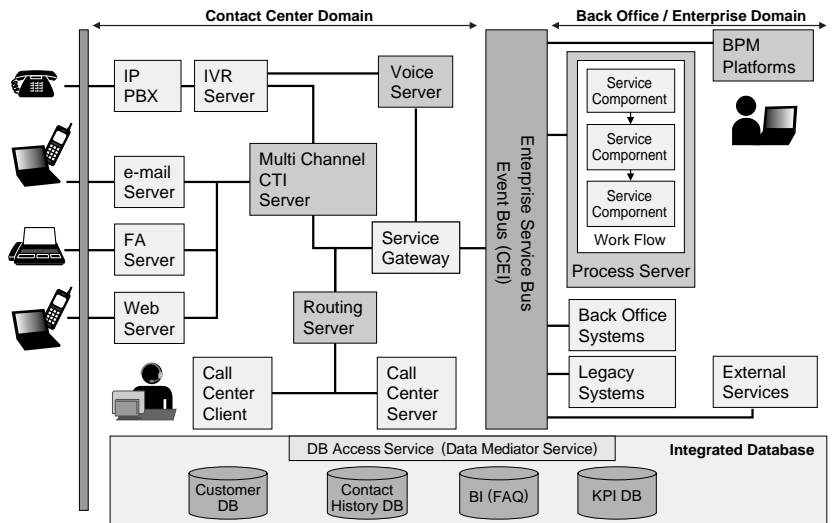 Contact Center Domain
Back Office / Enterprise Domain
IP
PBX
IVR
Server
Voice
Server
BPM
Platforms
e-mail
Server
Multi Channel
CTI
Server
FA
Server
Service
Gateway
Web
Server
Routing
Server
Call
Center
Client
Call
Center
Server
Enterprise Service Bus
Event Bus (CEI)
Service
Component
Service
Component
Service
Component
Work Flow
Process Server
Back Office
Systems
Legacy
Systems
External
Services
DB Access Service (Data Mediator Service)
Integrated Database
Customer
DB
Contact
History DB
BI (FAQ)
KPI DB